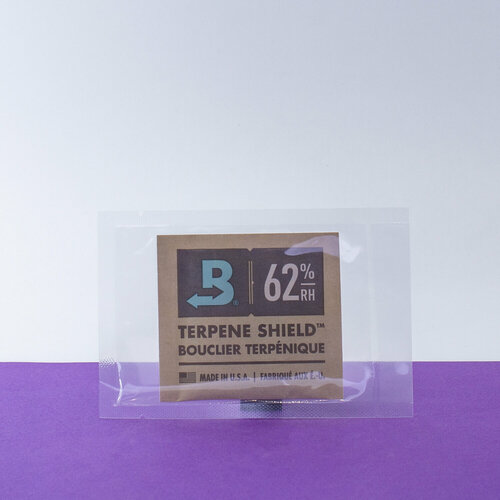 B® 62% RH
TERPENE SHIELD™
BOUCLIER TERPÉNIQUE
MADE IN U.S.A. | FABRIQUÉ AUX É.-U.